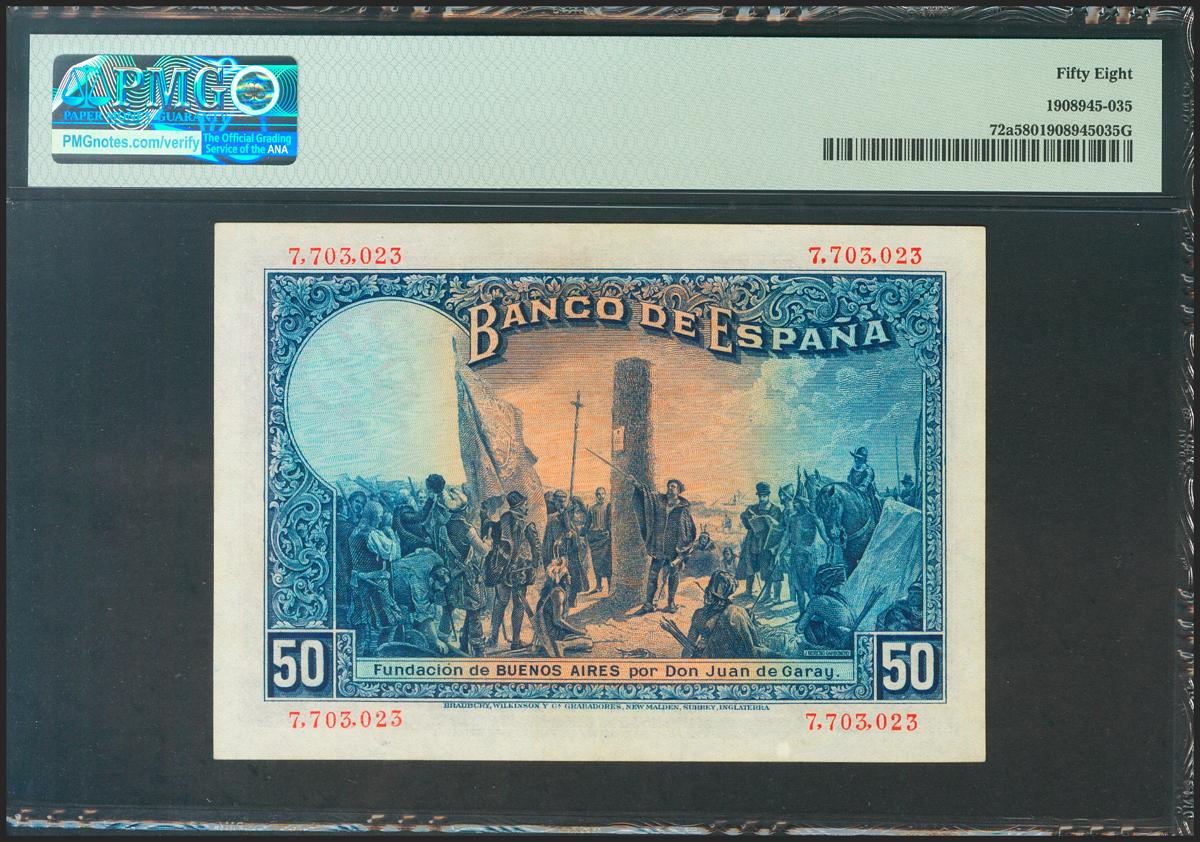 PMG
PAPER MONEY GUARANTY
PMGnotes.com/verify
The Official Grading
Service of the ANA
Fifty Eight
1908945-035
72a5801908945035G
7,703,023
7,703,023
BANCO DE ESPAÑA
50
50
Fundación de BUENOS AIRES por Don Juan de Garay.
BRADBURY, WILKINSON Y Cª GRABADORES, NEW MALDEN, SURREY, INGLATERRA
7,703,023
7,703,023